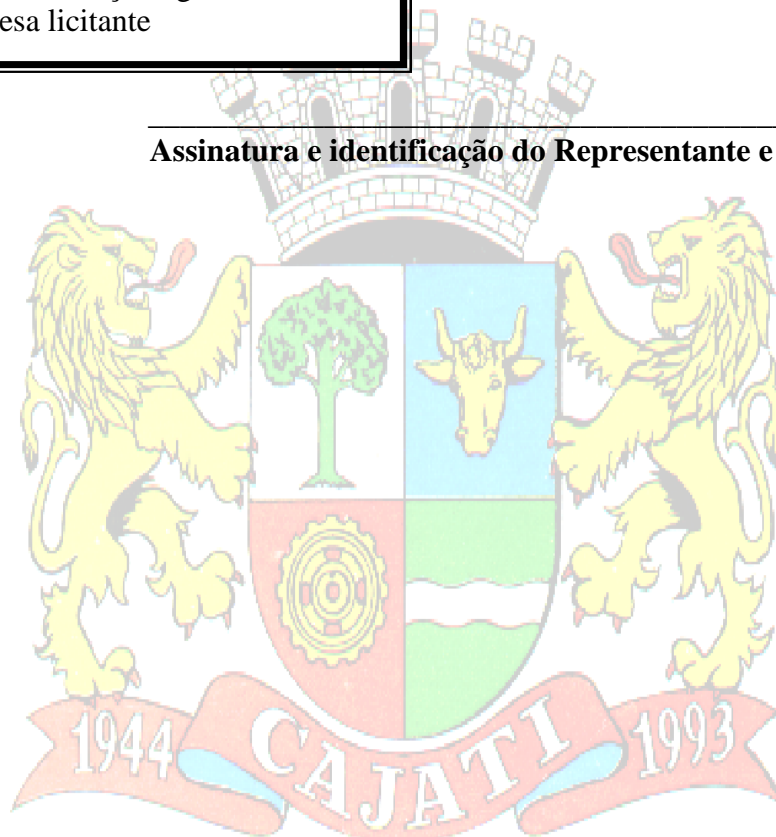 esa licitante
Assinatura e identificação do Representante e
1944 CAJATI 1993